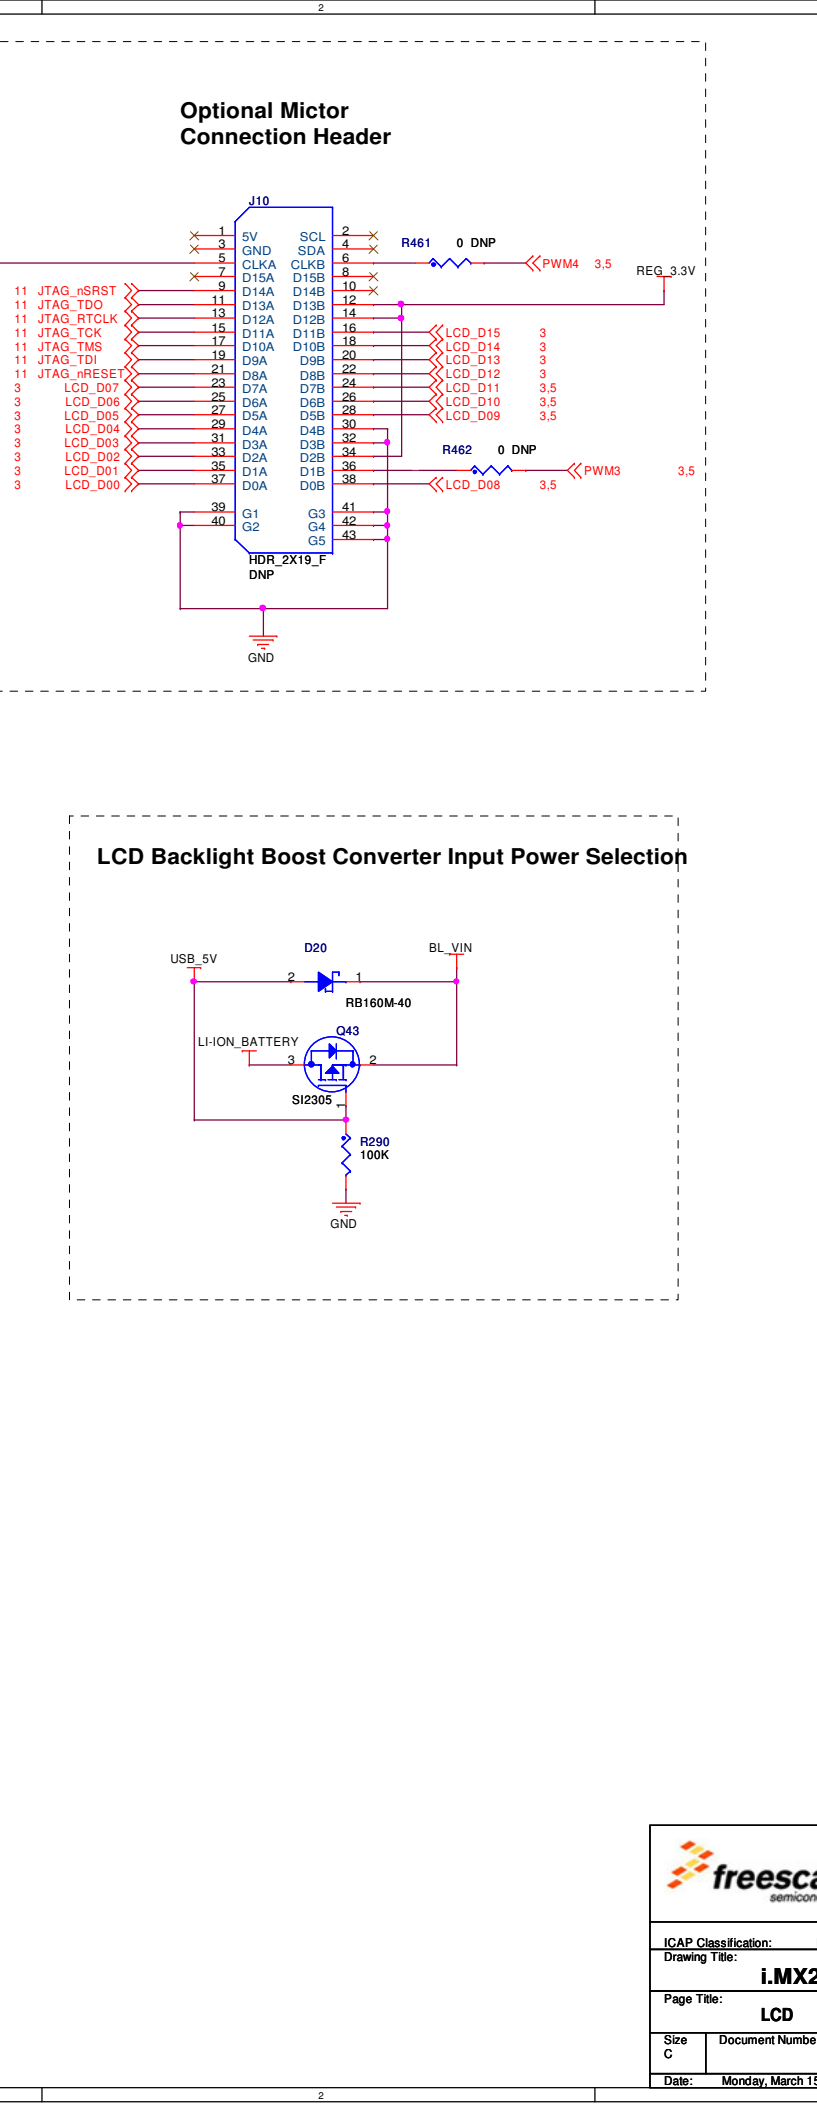 2
Optional Mictor
Connection Header
J10
1 5V SCL 2
3 GND SDA 4
5 CLKA CLKB 6 R461 0 DNP PWM4 3,5
7 D15A D15B 8 REG_3.3V
11 JTAG_nSRST 9 D14A D14B 10
11 JTAG_TDO 11 D13A D13B 12
11 JTAG_RTCLK 13 D12A D12B 14
11 JTAG_TCK 15 D11A D11B 16 LCD_D15 3
11 JTAG_TMS 17 D10A D10B 18 LCD_D14 3
11 JTAG_TDI 19 D9A D9B 20 LCD_D13 3
11 JTAG_nRESET 21 D8A D8B 22 LCD_D12 3
3 LCD_D07 23 D7A D7B 24 LCD_D11 3,5
3 LCD_D06 25 D6A D6B 26 LCD_D10 3,5
3 LCD_D05 27 D5A D5B 28 LCD_D09 3,5
3 LCD_D04 29 D4A D4B 30
3 LCD_D03 31 D3A D3B 32
3 LCD_D02 33 D2A D2B 34 R462 0 DNP
3 LCD_D01 35 D1A D1B 36 PWM3 3,5
3 LCD_D00 37 D0A D0B 38 LCD_D08 3,5
39 G1 G3 41
40 G2 G4 42
G5 43
HDR_2X19_F
DNP
GND
LCD Backlight Boost Converter Input Power Selection
USB_5V D20 BL_VIN
2 1
RB160M-40
LI-ION_BATTERY Q43
3 2
SI2305 1
R290
100K
GND
freesca
semicon
ICAP Classification:
Drawing Title:
i.MX2
Page Title:
LCD
Size Document Numbe
C
Date: Monday, March 15
2